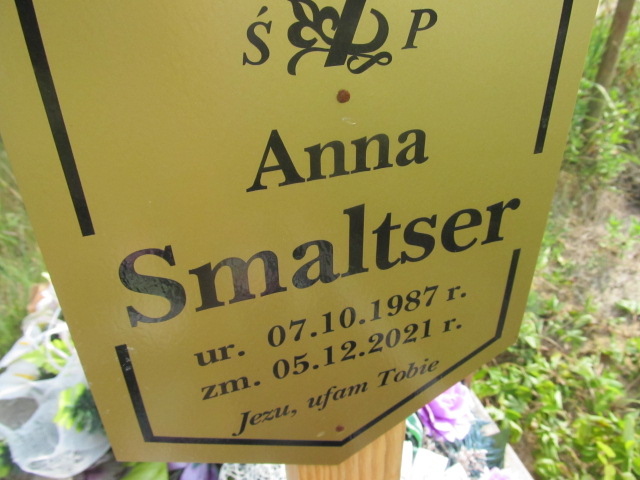 Ś P
Anna
Smaltser
ur. 07.10.1987 r.
zm. 05.12.2021 r.
Jezu, ufam Tobie